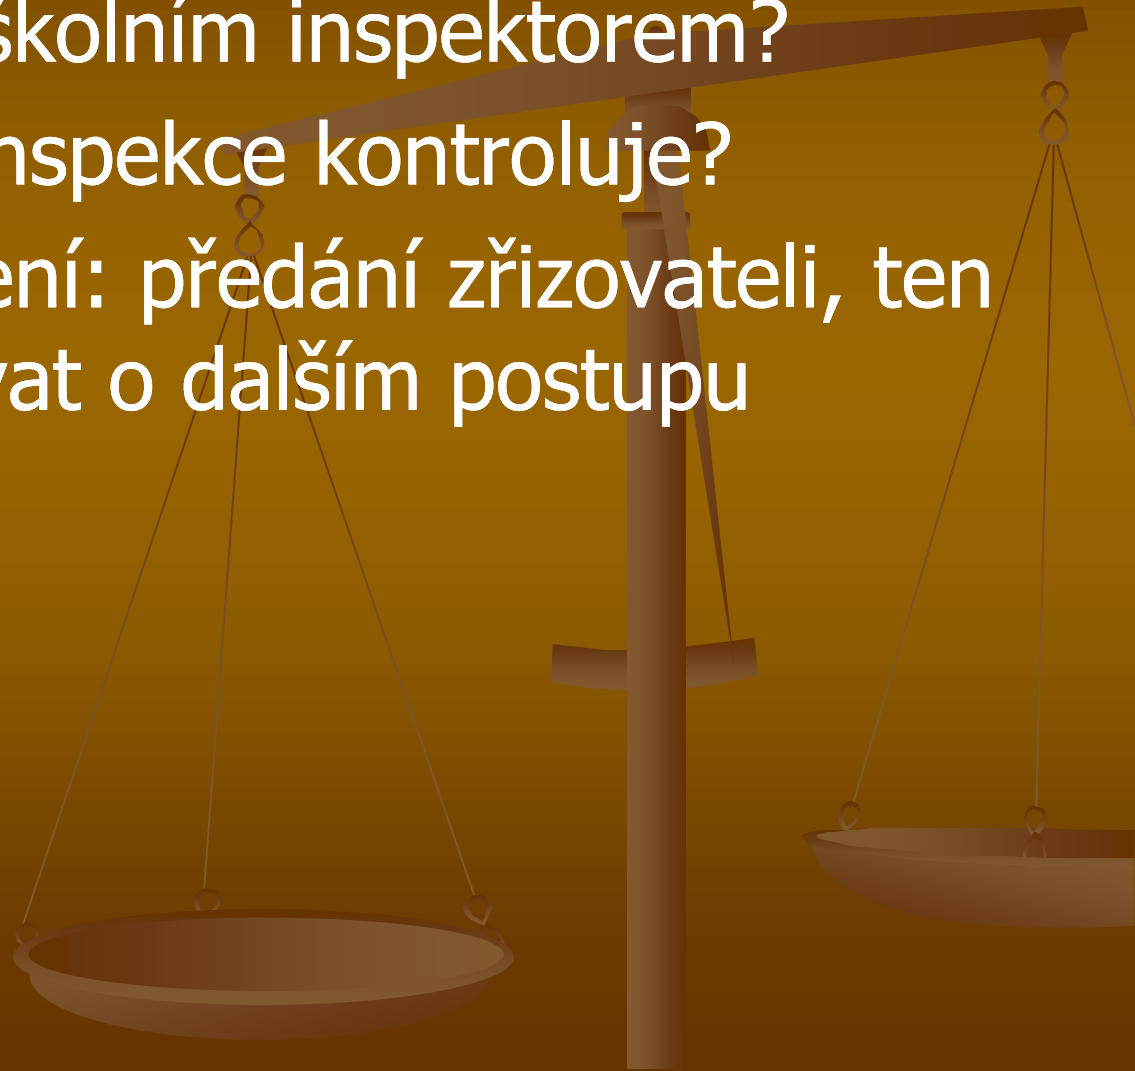 školním inspektorem?
nspekce kontroluje?
ení: předání zřizovateli, ten
vat o dalším postupu